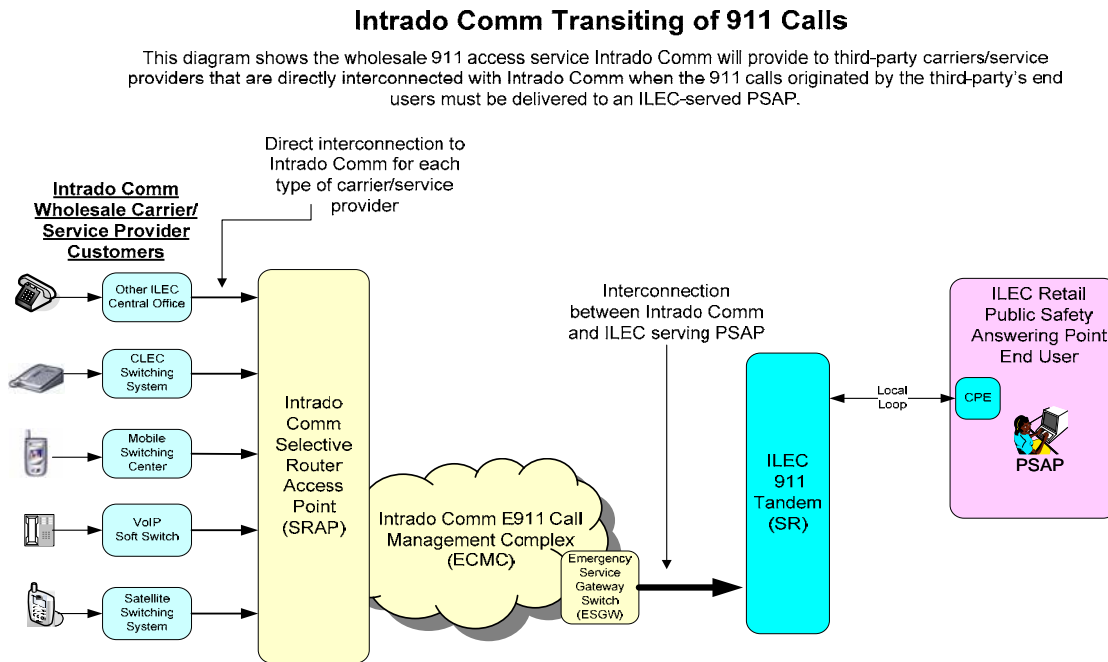 Intrado Comm Transiting of 911 Calls
This diagram shows the wholesale 911 access service Intrado Comm will provide to third-party carriers/service
providers that are directly interconnected with Intrado Comm when the 911 calls originated by the third-party's end
users must be delivered to an ILEC-served PSAP.
Direct interconnection to
Intrado Comm for each
type of carrier/service
provider
Intrado Comm
Wholesale Carrier/
Service Provider
Customers
Other ILEC
Central Office
CLEC
Switching
System
Mobile
Switching
Center
VoIP
Soft Switch
Satellite
Switching
System
Intrado
Comm
Selective
Router
Access
Point
(SRAP)
Intrado Comm E911 Call
Management Complex
(ECMC)
Emergency
Service
Gateway
Switch
(ESGW)
Interconnection
between Intrado Comm
and ILEC serving PSAP
ILEC
911
Tandem
(SR)
Local
Loop
ILEC Retail
Public Safety
Answering Point
End User
CPE
PSAP